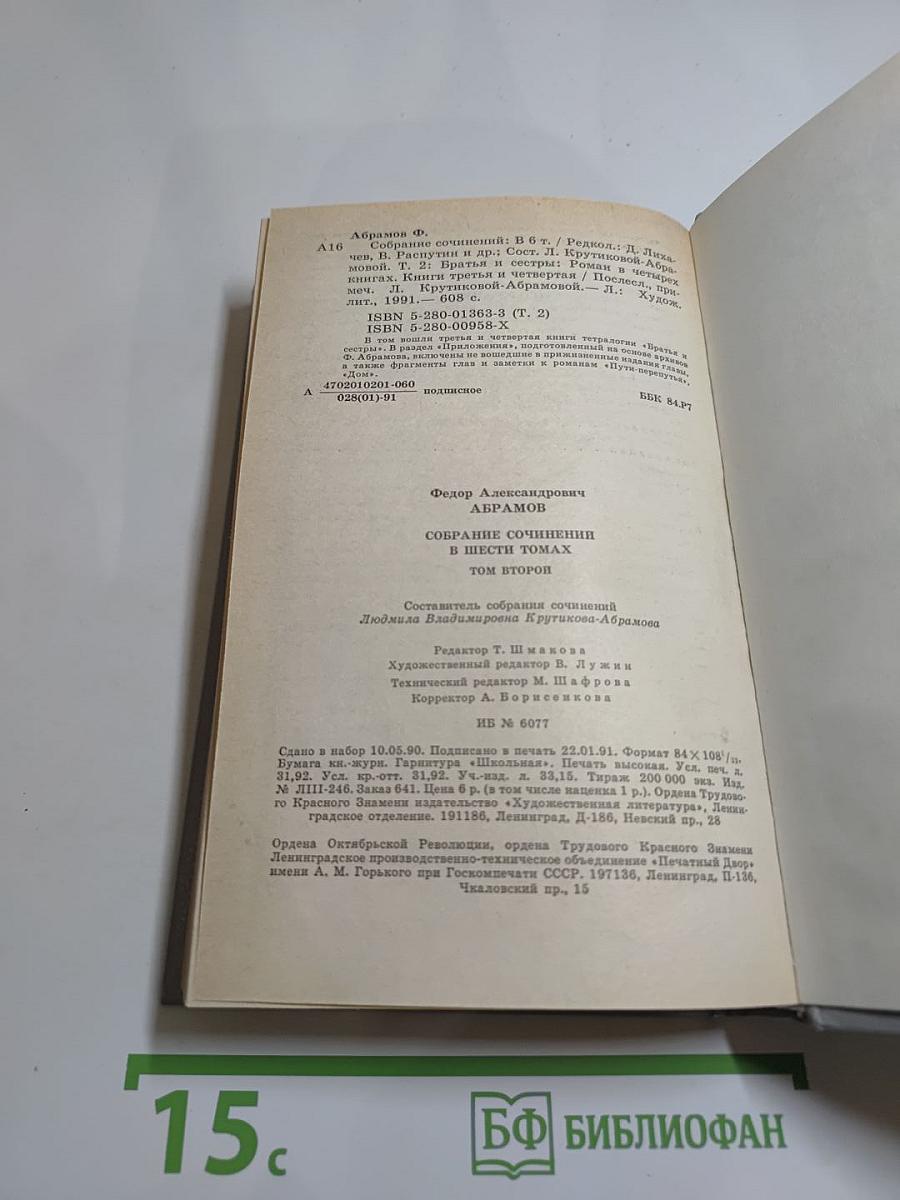 Абрамов Ф.
А16 Собрание сочинений: В 6 т. / Редкол.: Д. Лиха-
чев, В. Распутин и др.; Сост. Л. Крутиковой-Абра-
мовой. Т. 2: Братья и сестры: Роман в четырех
книгах. Книги третья и четвертая / Послесл., при-
меч. Л. Крутиковой-Абрамовой.— Л.: Худож.
лит., 1991.— 608 с.
ISBN 5-280-01363-3 (Т. 2)
ISBN 5-280-00958-X
В том вошли третья и четвертая книги тетралогии «Братья и
сестры». В раздел «Приложения», подготовленный на основе архивов
Ф. Абрамова, включены не вошедшие в прижизненные издания главы,
а также фрагменты глав и заметки к романам «Пути-перепутья»,
«Дом».
А 4702010201-060 подписное
028(01)-91
ББК 84.Р7
Федор Александрович
АБРАМОВ
СОБРАНИЕ СОЧИНЕНИЙ
В ШЕСТИ ТОМАХ
ТОМ ВТОРОЙ
Составитель собрания сочинений
Людмила Владимировна Крутикова-Абрамова
Редактор Т. Шмакова
Художественный редактор В. Лужин
Технический редактор М. Шафрова
Корректор А. Борисенкова
ИБ № 6077
Сдано в набор 10.05.90. Подписано в печать 22.01.91. Формат 84×108¹/₃₂.
Бумага кн.-журн. Гарнитура «Школьная». Печать высокая. Усл. печ. л.
31,92. Усл. кр.-отт. 31,92. Уч.-изд. л. 33,15. Тираж 200 000 экз. Изд.
№ ЛIII-246. Заказ 641. Цена 6 р. (в том числе наценка 1 р.). Ордена Трудово-
го Красного Знамени издательство «Художественная литература», Ленин-
градское отделение. 191186, Ленинград, Д-186, Невский пр., 28
Ордена Октябрьской Революции, ордена Трудового Красного Знамени
Ленинградское производственно-техническое объединение «Печатный Двор»
имени А. М. Горького при Госкомпечати СССР. 197136, Ленинград, П-136,
Чкаловский пр., 15
15 с
БФ БИБЛИОФАН